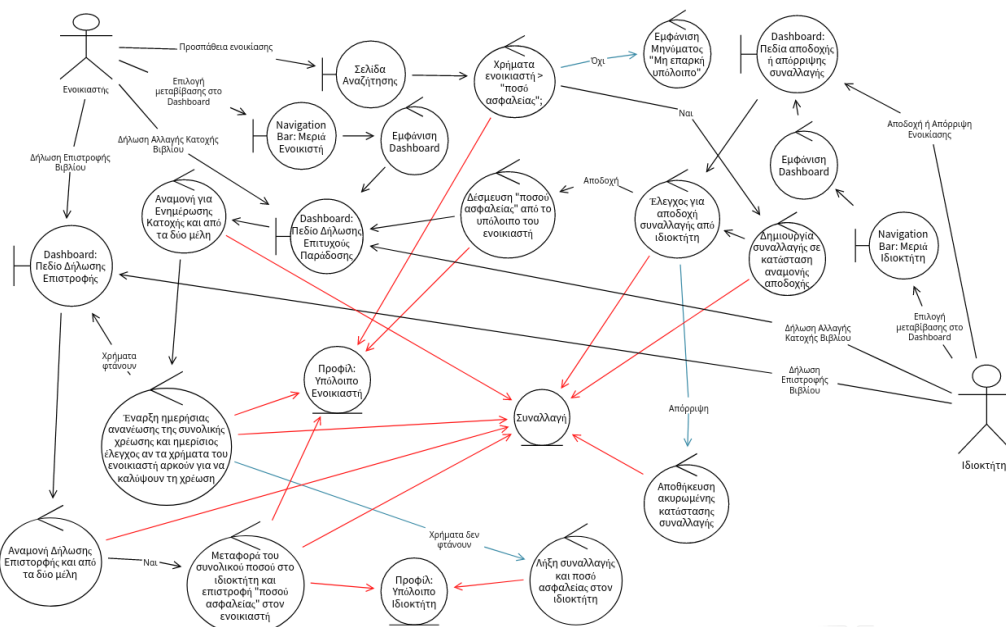 Ενοικιαστης
Προσπάθεια ενοικίασης
Επιλογή
μεταβίβασης στο
Dashboard
Δήλωση Αλλαγής Κατοχής
Βιβλίου
Δήλωση Επιστροφής
Βιβλίου
Σελίδα
Αναζήτησης
Navigation
Bar: Μεριά
Ενοικιστή
Εμφάνιση
Dashboard
Χρήματα
ενοικιαστή >
"ποσό
ασφαλείας";
Όχι
Εμφάνιση
Μηνύματος
"Μη επαρκή
υπόλοιπο"
Ναι
Dashboard:
Πεδία αποδοχής
ή απόρριψης
συναλλαγής
Αποδοχή ή Απόρριψη
Ενοικίασης
Εμφάνιση
Dashboard
Navigation
Bar: Μεριά
Ιδιοκτήτη
Επιλογή
μεταβίβασης στο
Dashboard
Αναμονή για
Ενημέρωσης
Κατοχής και από
τα δύο μέλη
Dashboard:
Πεδίο Δήλωσης
Επιτυχούς
Παράδοσης
Δέσμευση "ποσού
ασφαλείας" από το
υπόλοιπο του
ενοικιαστή
Αποδοχή
Έλεγχος για
αποδοχή
συναλλαγής από
ιδιοκτήτη
Δημιουργία
συναλλαγής σε
κατάσταση
αναμονής
αποδοχής
Dashboard:
Πεδίο Δήλωσης
Επιστροφής
Δήλωση Αλλαγής
Κατοχής Βιβλίου
Δήλωση
Επιστροφής
Βιβλίου
Ιδιοκτήτη
Χρήματα
φτάνουν
Προφίλ:
Υπόλοιπο
Ενοικιαστή
Συναλλαγή
Απόρριψη
Έναρξη ημερήσιας
ανανέωσης της συνολικής
χρέωσης και ημερίσιος
έλεγχος αν τα χρήματα του
ενοικιαστή αρκούν για να
καλύψουν τη χρέωση
Αποθήκευση
ακυρωμένης
κατάστασης
συναλλαγής
Αναμονή Δήλωσης
Επιστορφής και από
τα δύο μέλη
Ναι
Μεταφορά του
συνολικού ποσού στο
ιδιοκτήτη και
επιστροφή "ποσού
ασφαλείας" στον
ενοικιαστή
Προφίλ:
Υπόλοιπο
Ιδιοκτήτη
Χρήματα δεν
φτάνουν
Λήξη συναλλαγής
και ποσό
ασφαλείας στον
ιδιοκτήτη